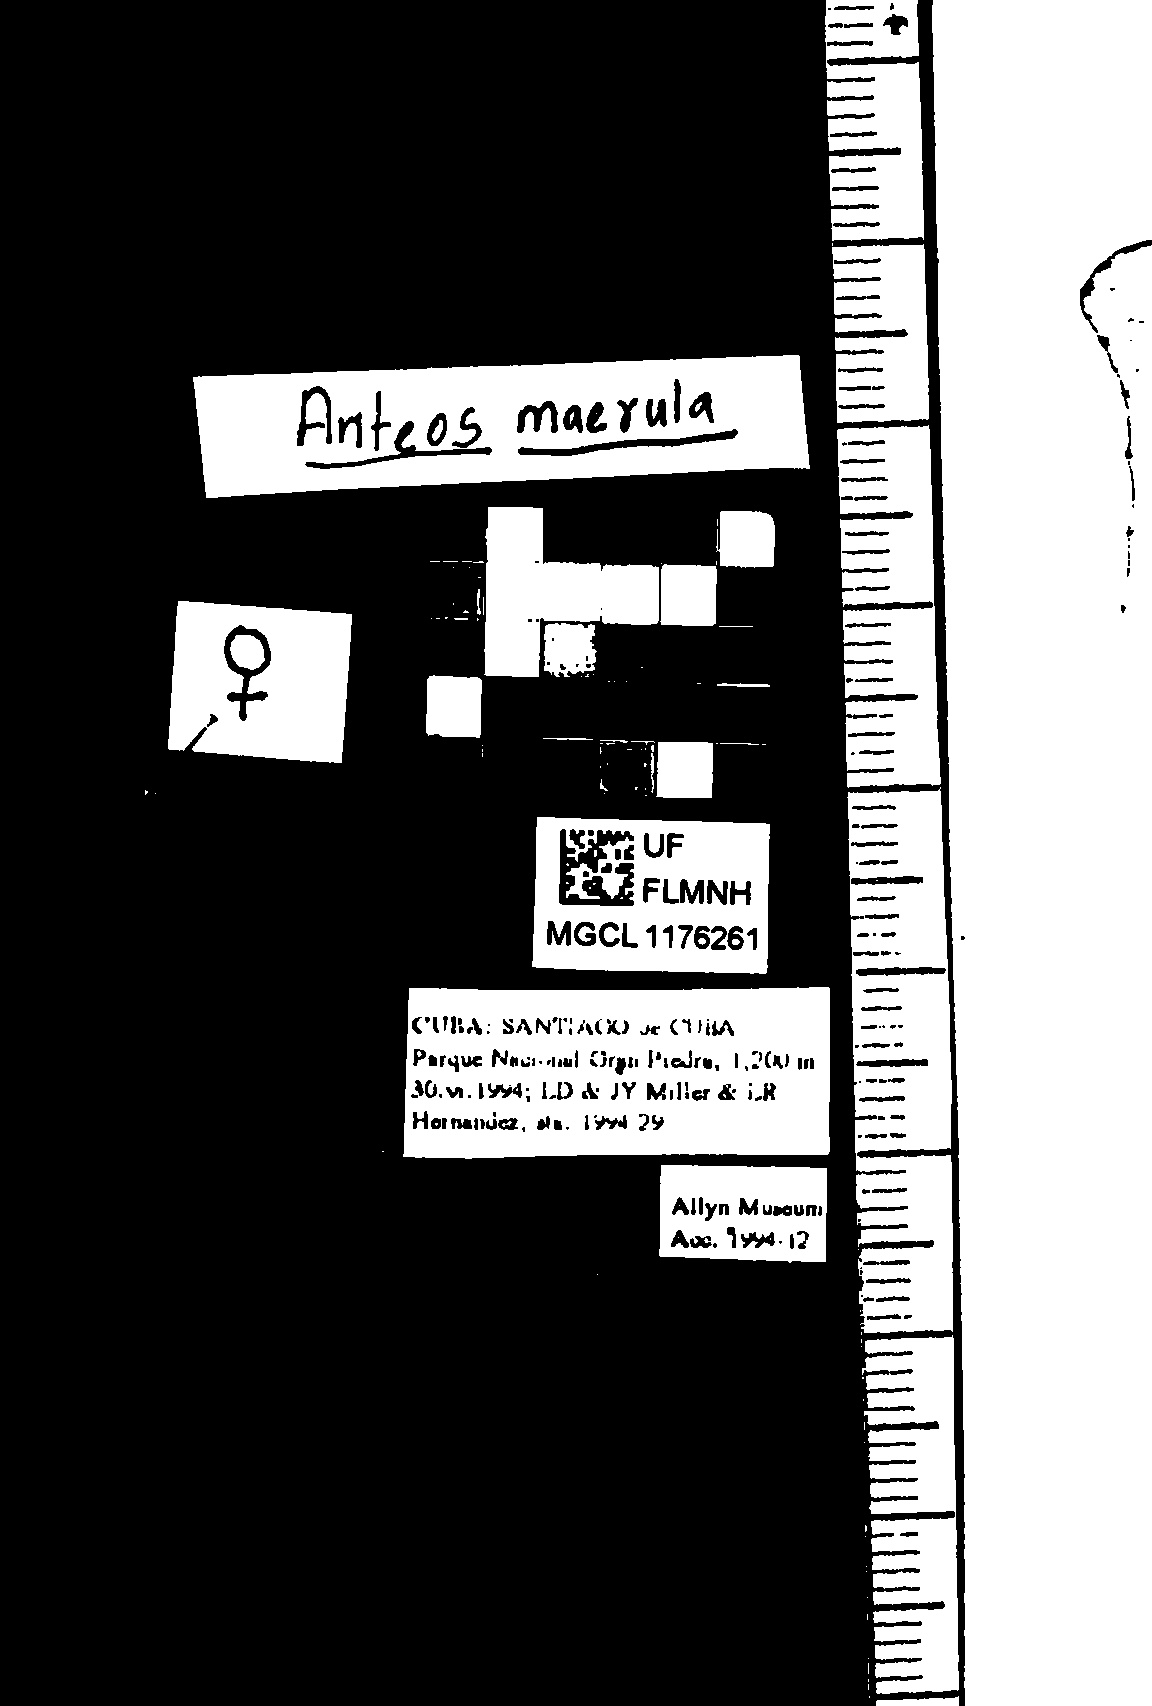 Anteos maerula
♀
UF
FLMNH
MGCL 1176261
CUBA: SANTIAGO de CUBA
Parque Nacional Gran Piedra, 1,200 m
30.vi.1994; LD & JY Miller & LR
Hernandez, sta. 1994-29
Allyn Museum
Acc. 1994-12